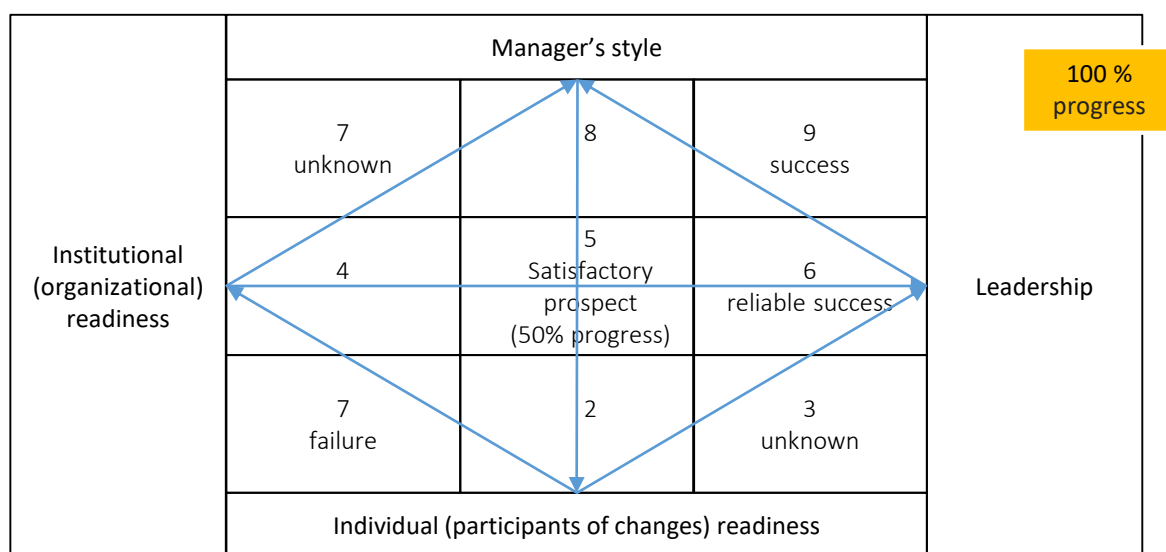 Manager’s style
100 %
progress
7
unknown
8
9
success
Institutional
(organizational)
readiness
4
5
Satisfactory
prospect
(50% progress)
6
reliable success
Leadership
7
failure
2
3
unknown
Individual (participants of changes) readiness